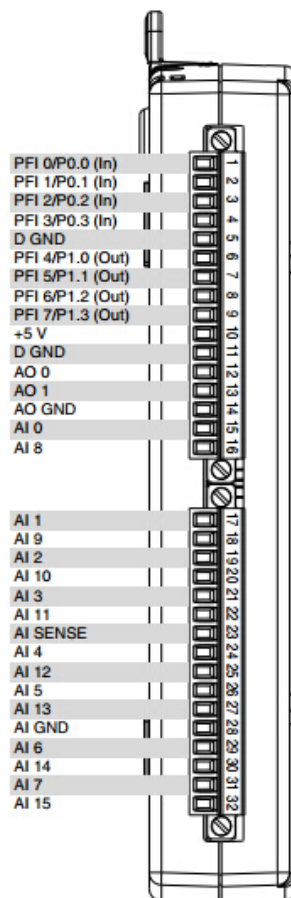 PFI 0/P0.0 (In) 1
PFI 1/P0.1 (In) 2
PFI 2/P0.2 (In) 3
PFI 3/P0.3 (In) 4
D GND 5
PFI 4/P1.0 (Out) 6
PFI 5/P1.1 (Out) 7
PFI 6/P1.2 (Out) 8
PFI 7/P1.3 (Out) 9
+5 V 10
D GND 11
AO 0 12
AO 1 13
AO GND 14
AI 0 15
AI 8 16
AI 1 17
AI 9 18
AI 2 19
AI 10 20
AI 3 21
AI 11 22
AI SENSE 23
AI 4 24
AI 12 25
AI 5 26
AI 13 27
AI GND 28
AI 6 29
AI 14 30
AI 7 31
AI 15 32